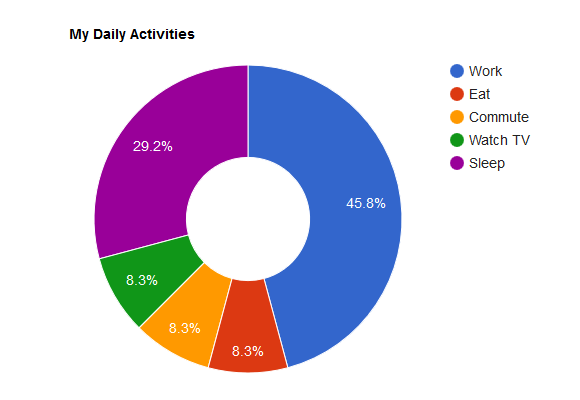 My Daily Activities
Work
Eat
Commute
Watch TV
Sleep
29.2%
45.8%
8.3%
8.3%
8.3%